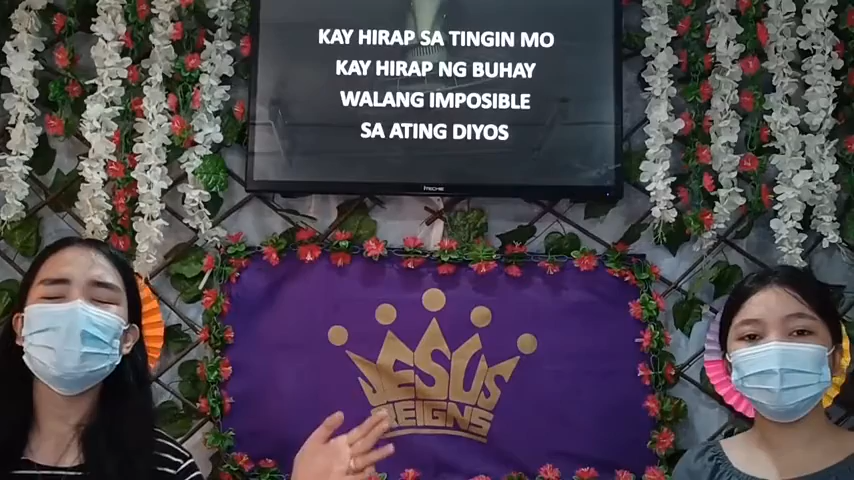 KAY HIRAP SA TINGIN MO
KAY HIRAP NG BUHAY
WALANG IMPOSIBLE
SA ATING DIYOS
JESUS
REIGNS